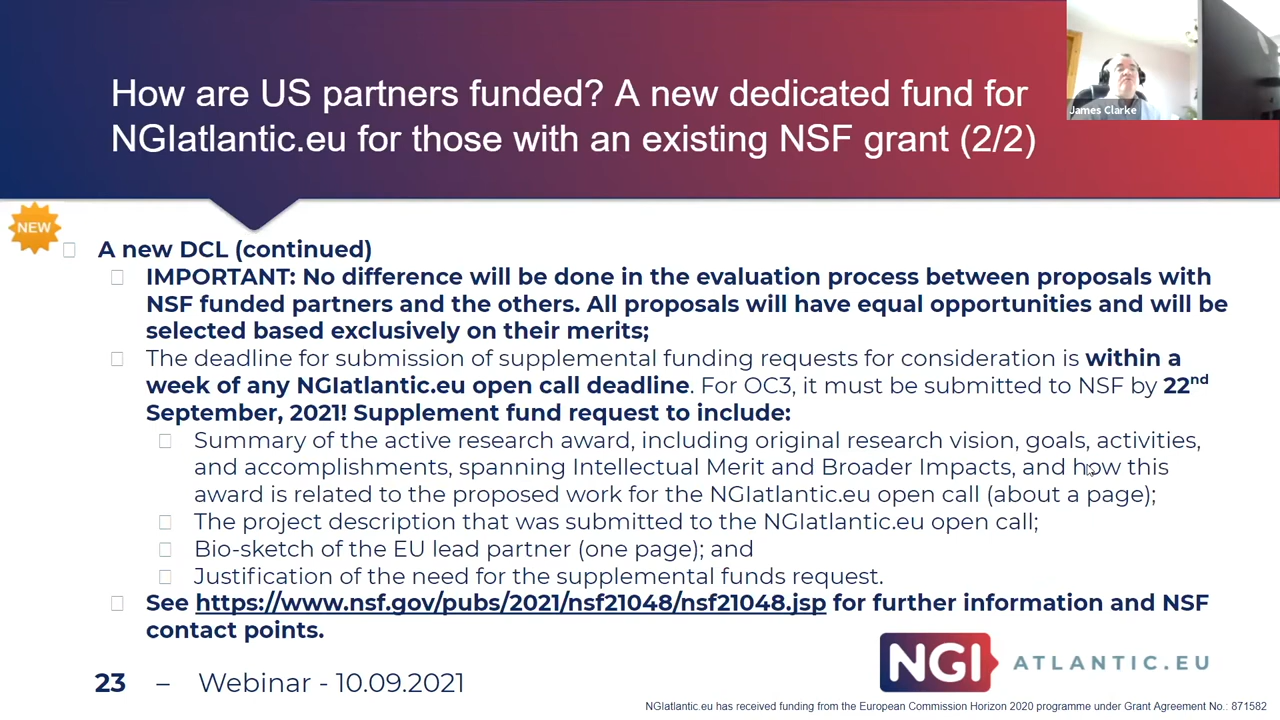 How are US partners funded? A new dedicated fund for
NGIatlantic.eu for those with an existing NSF grant (2/2)
James Clarke
NEW
A new DCL (continued)
IMPORTANT: No difference will be done in the evaluation process between proposals with
NSF funded partners and the others. All proposals will have equal opportunities and will be
selected based exclusively on their merits;
The deadline for submission of supplemental funding requests for consideration is within a
week of any NGIatlantic.eu open call deadline. For OC3, it must be submitted to NSF by 22nd
September, 2021! Supplement fund request to include:
Summary of the active research award, including original research vision, goals, activities,
and accomplishments, spanning Intellectual Merit and Broader Impacts, and how this
award is related to the proposed work for the NGIatlantic.eu open call (about a page);
The project description that was submitted to the NGIatlantic.eu open call;
Bio-sketch of the EU lead partner (one page); and
Justification of the need for the supplemental funds request.
See https://www.nsf.gov/pubs/2021/nsf21048/nsf21048.jsp for further information and NSF
contact points.
23 – Webinar - 10.09.2021
NGI ATLANTIC.EU
NGIatlantic.eu has received funding from the European Commission Horizon 2020 programme under Grant Agreement No.: 871582